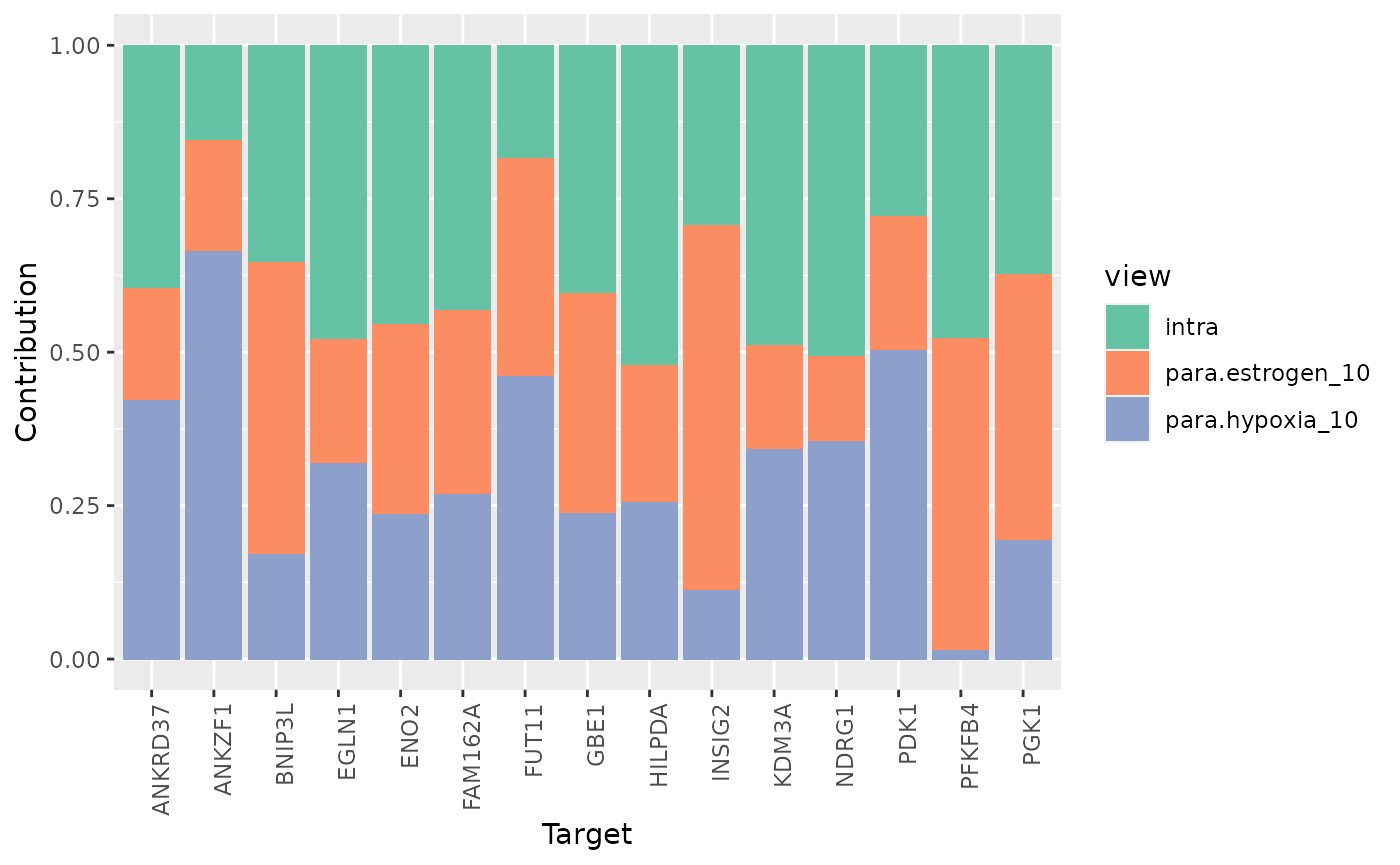 1.00
0.75
0.50
0.25
0.00
Contribution
ANKRD37
ANKZF1
BNIP3L
EGLN1
ENO2
FAM162A
FUT11
GBE1
HILPDA
INSIG2
KDM3A
NDRG1
PDK1
PFKFB4
PGK1
Target
view
intra
para.estrogen_10
para.hypoxia_10